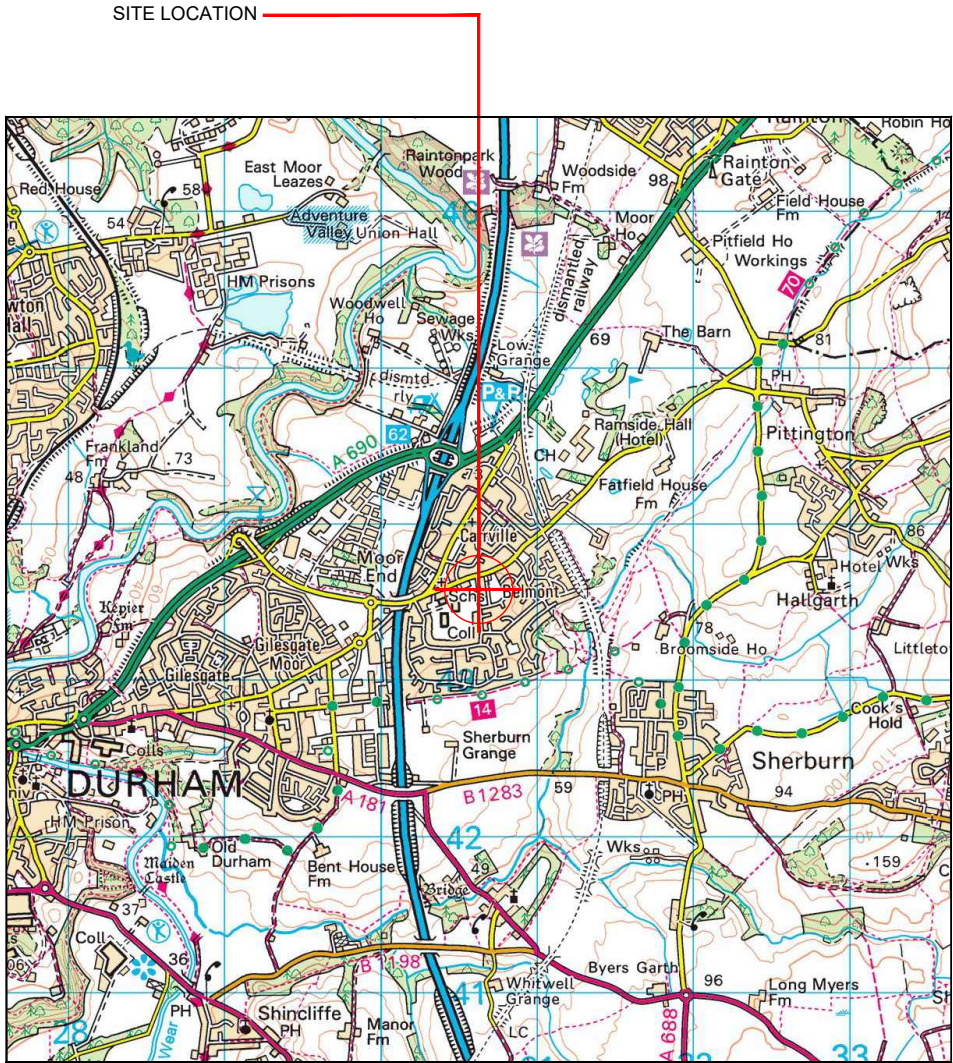 SITE LOCATION
Robin Ho
Raintonpark
Wood
Woodside
Fm
98
Rainton
Gate
East Moor
Leazes
58
Red House
54
Field House
Fm
Adventure
Valley
Union Hall
Moor
Ho
Pitfield Ho
Workings
HM Prisons
dismantled
railway
70
Woodwell
Ho
Sewage
Wks
Low
Grange
69
The Barn
81
PH
dismtd
rly
P&R
62
Ramside Hall
(Hotel)
Pittington
A 690
CH
Frankland
Fm
73
48
Fatfield House
Fm
Carrville
86
Moor
End
Hotel
Wks
Schs
Belmont
Hallgarth
Kepier
Fm
Coll
78
Gilesgate
Moor
Broomside Ho
Gilesgate
14
Cook's
Hold
Sherburn
Grange
Sherburn
Colls
DURHAM
A 181
B 1283
59
94
PH
HM Prison
42
Wks
Old
Durham
159
Maiden
Castle
Bent House
Fm
49
Bridge
37
Coll
36
B 1198
Byers Garth
96
Long Myers
Fm
41
Whitwell
Grange
PH
Shincliffe
PH
Manor
Fm
LC
28
Wear
33